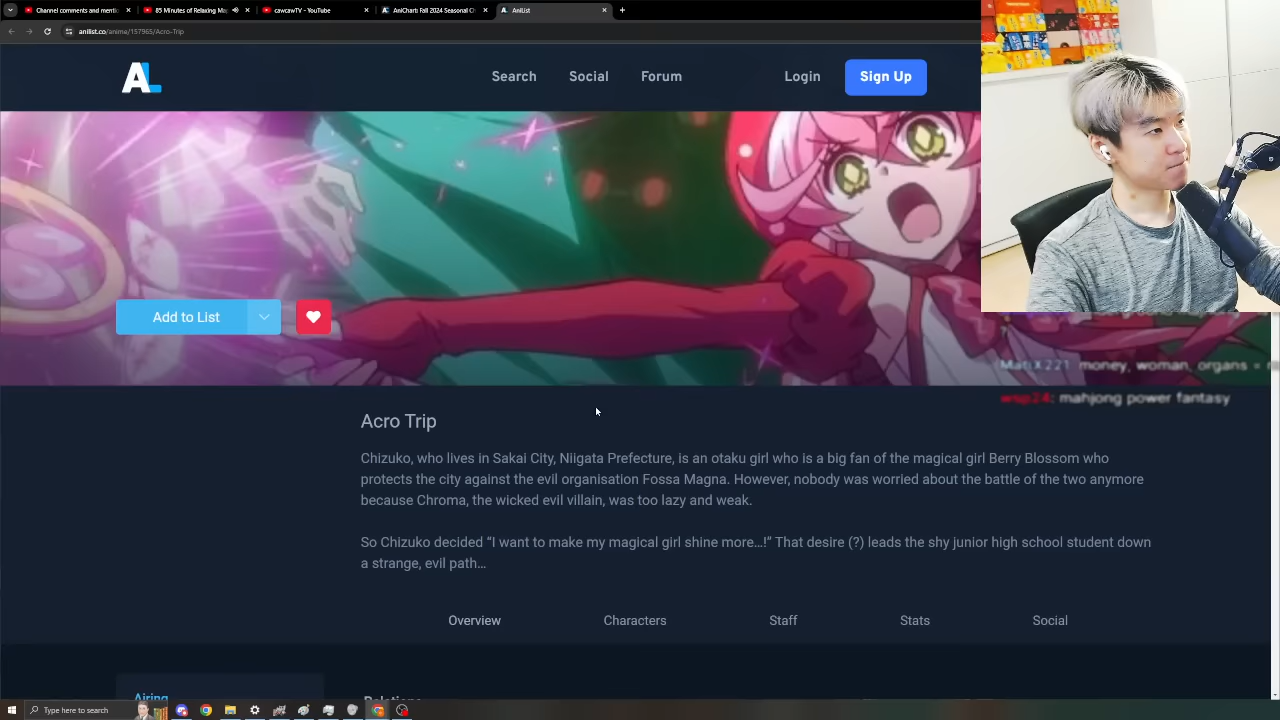 Channel comments and menti
85 Minutes of Relaxing Ma
cawcawTV - YouTube
AniChart: Fall 2024 Seasonal C
AniList
anilist.co/anime/157965/Acro-Trip
AL
Search
Social
Forum
Login
Sign Up
Add to List
MatiX221 money, woman, organs =
wsp24: mahjong power fantasy
Acro Trip
Chizuko, who lives in Sakai City, Niigata Prefecture, is an otaku girl who is a big fan of the magical girl Berry Blossom who
protects the city against the evil organisation Fossa Magna. However, nobody was worried about the battle of the two anymore
because Chroma, the wicked evil villain, was too lazy and weak.
So Chizuko decided “I want to make my magical girl shine more…!” That desire (?) leads the shy junior high school student down
a strange, evil path…
Overview
Characters
Staff
Stats
Social
Airing
Relations
Type here to search